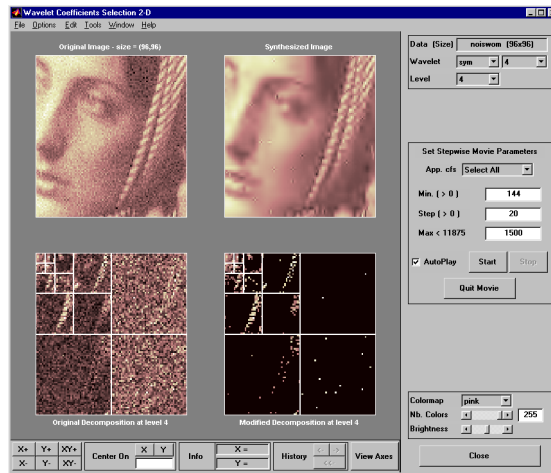 Wavelet Coefficients Selection 2-D
File Options Edit Tools Window Help
Original Image - size = (96,96)
Synthesized Image
Original Decomposition at level 4
Modified Decomposition at level 4
Data (Size) noiswom (96x96)
Wavelet sym 4
Level 4
Set Stepwise Movie Parameters
App. cfs Select All
Min. ( > 0 ) 144
Step ( > 0 ) 20
Max < 11875 1500
AutoPlay Start Stop
Quit Movie
Colormap pink
Nb. Colors 255
Brightness
X+ Y+ XY+
X- Y- XY-
Center On X Y
Info X =
Y =
History <- ->
<<-
View Axes
Close